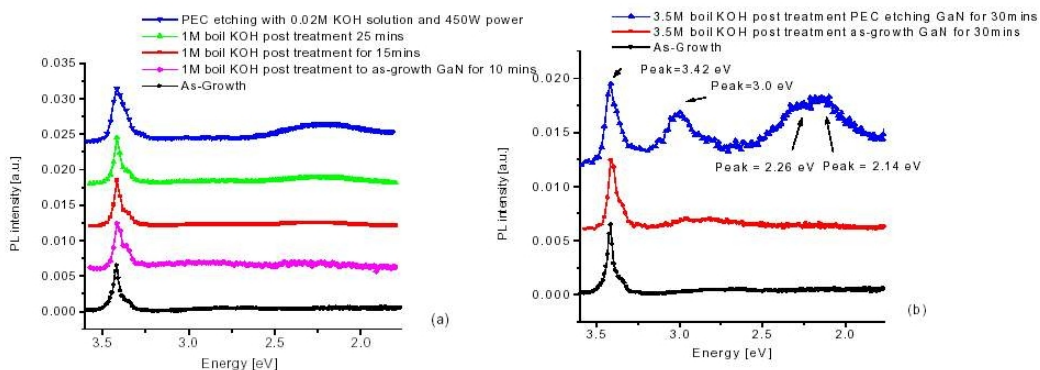 PEC etching with 0.02M KOH solution and 450W power
1M boil KOH post treatment 25 mins
1M boil KOH post treatment for 15mins
1M boil KOH post treatment to as-growth GaN for 10 mins
As-Growth
0.035
0.030
0.025
0.020
0.015
0.010
0.005
0.000
PL intensity [a.u.]
3.5
3.0
2.5
2.0
Energy [eV]
(a)
3.5M boil KOH post treatment PEC etching GaN for 30mins
3.5M boil KOH post treatment as-growth GaN for 30mins
As-Growth
Peak=3.42 eV
Peak=3.0 eV
Peak = 2.26 eV
Peak = 2.14 eV
0.020
0.015
0.010
0.005
0.000
PL intensity [a.u.]
3.5
3.0
2.5
2.0
Energy [eV]
(b)